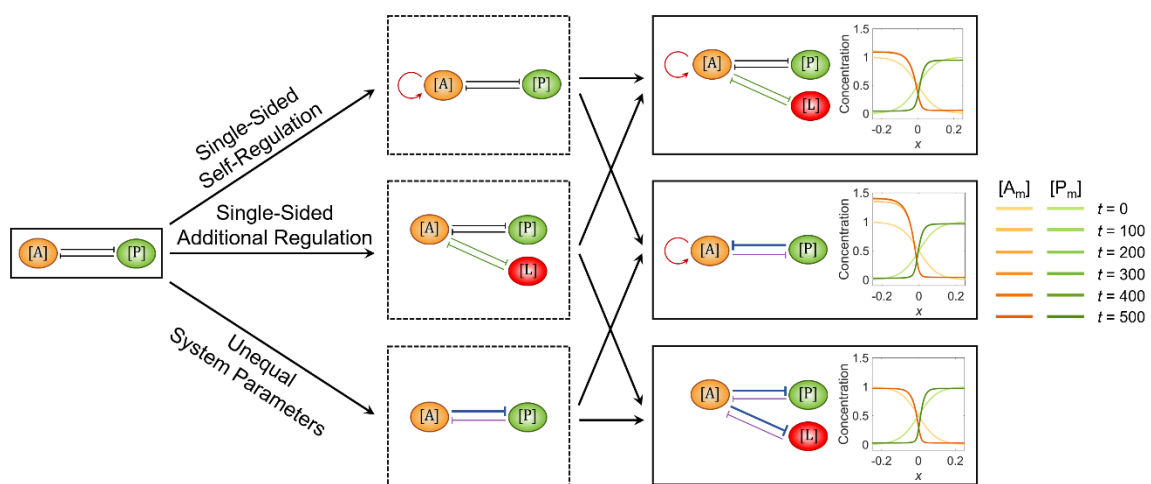 [A]
[P]
Single-Sided
Self-Regulation
Single-Sided
Additional Regulation
Unequal
System Parameters
[A]
[P]
[A]
[P]
[L]
[A]
[P]
[A]
[P]
[L]
Concentration
1.5
1
0.5
0
-0.2
0
0.2
x
[A]
[P]
Concentration
1.5
1
0.5
0
-0.2
0
0.2
x
[A]
[P]
[L]
Concentration
1.5
1
0.5
0
-0.2
0
0.2
x
[Am] [Pm]
t = 0
t = 100
t = 200
t = 300
t = 400
t = 500